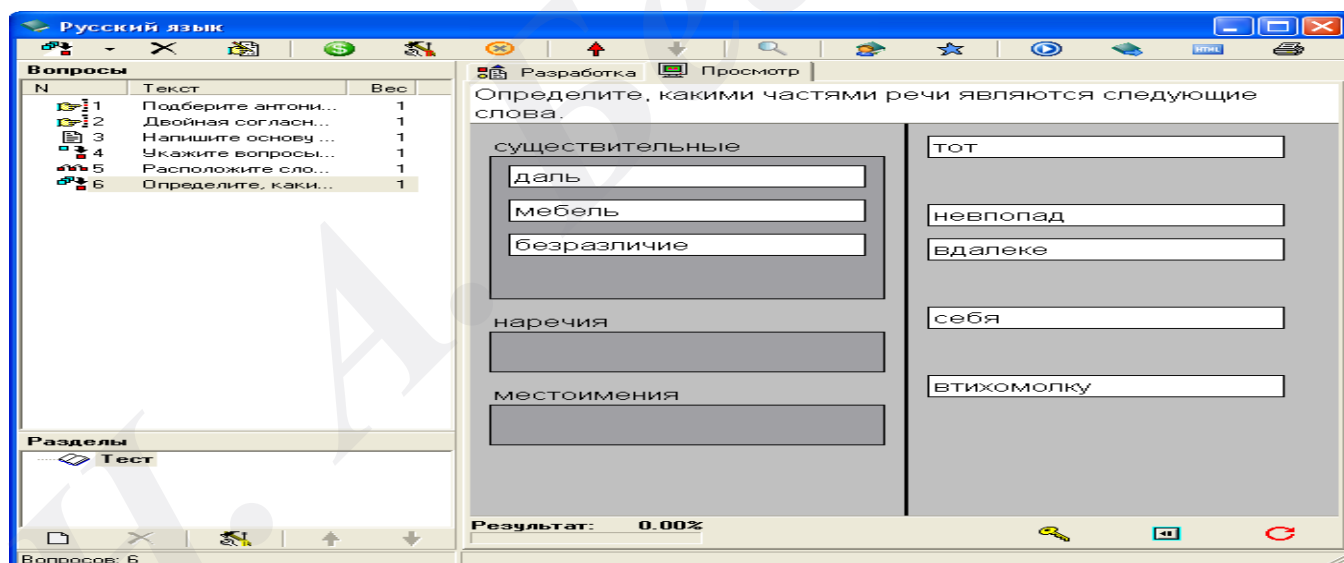 Русский язык
HTML
Вопросы
N Текст Вес
1 Подберите антони... 1
2 Двойная согласн... 1
3 Напишите основу ... 1
4 Укажите вопросы... 1
5 Расположите сло... 1
6 Определите, каки... 1
Разделы
Тест
Вопросов: 6
Разработка Просмотр
Определите, какими частями речи являются следующие
слова.
существительные
даль
мебель
безразличие
наречия
местоимения
тот
невпопад
вдалеке
себя
втихомолку
Результат: 0.00%